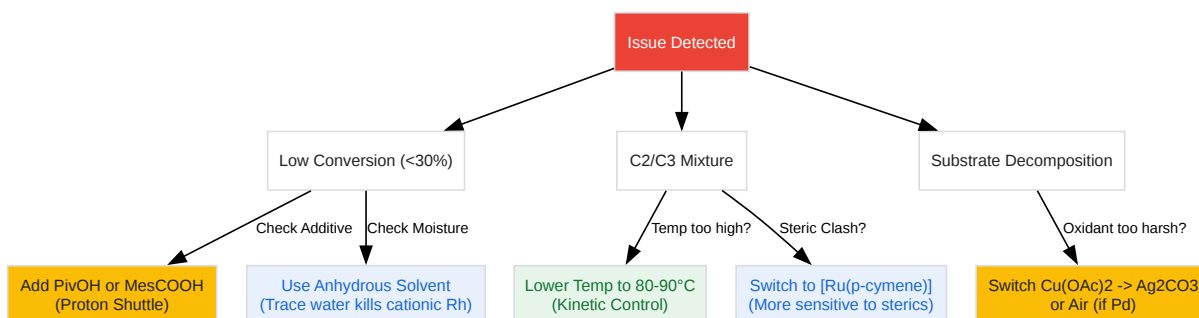 Issue Detected
Low Conversion (<30%)
C2/C3 Mixture
Substrate Decomposition
Check Additive
Check Moisture
Temp too high?
Steric Clash?
Oxidant too harsh?
Add PivOH or MesCOOH
(Proton Shuttle)
Use Anhydrous Solvent
(Trace water kills cationic Rh)
Lower Temp to 80-90°C
(Kinetic Control)
Switch to [Ru(p-cymene)]
(More sensitive to sterics)
Switch Cu(OAc)2 -> Ag2CO3
or Air (if Pd)